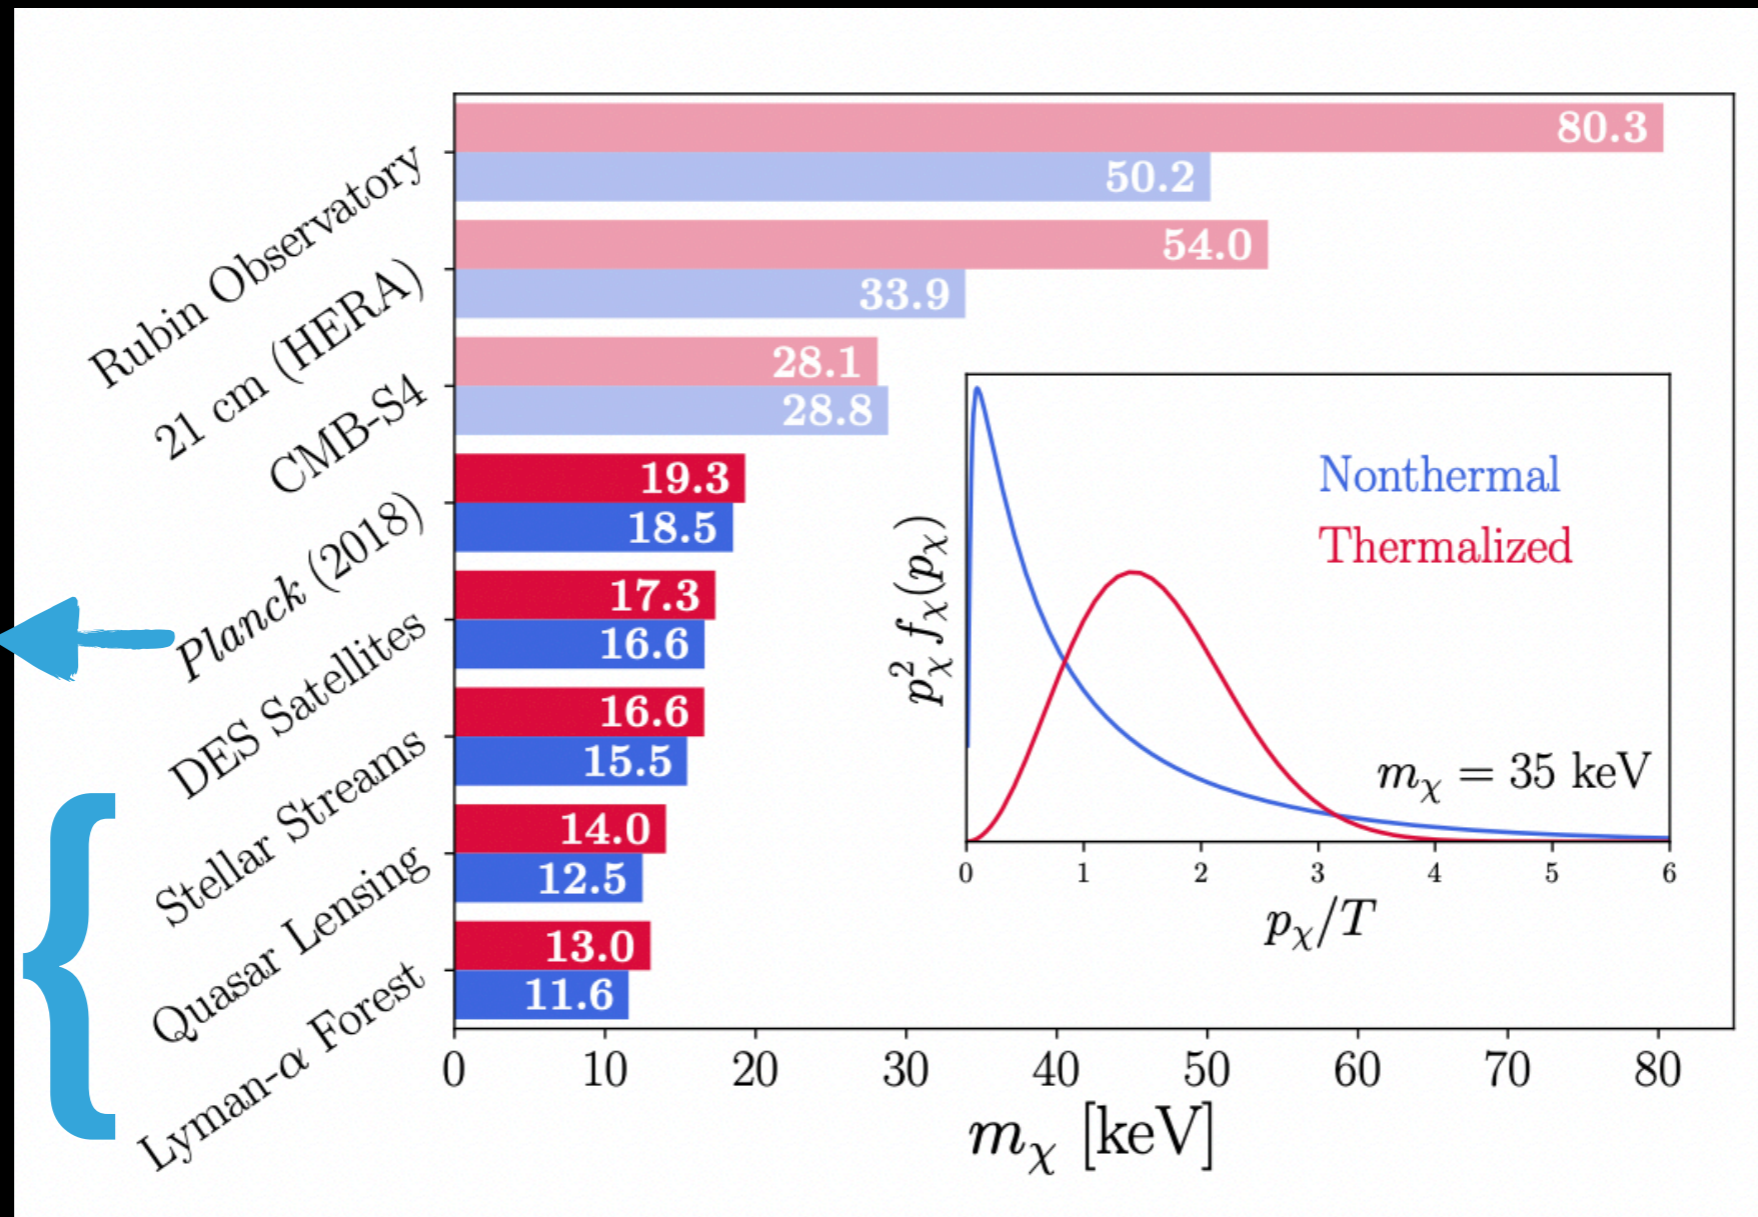 Rubin Observatory
80.3
50.2
21 cm (HERA)
54.0
33.9
CMB-S4
28.1
28.8
Planck (2018)
19.3
18.5
DES Satellites
17.3
16.6
Stellar Streams
16.6
15.5
Quasar Lensing
14.0
12.5
Lyman-α Forest
13.0
11.6
0 10 20 30 40 50 60 70 80
m_χ [keV]
Nonthermal
Thermalized
m_χ = 35 keV
p_χ^2 f_χ(p_χ)
0 1 2 3 4 5 6
p_χ/T